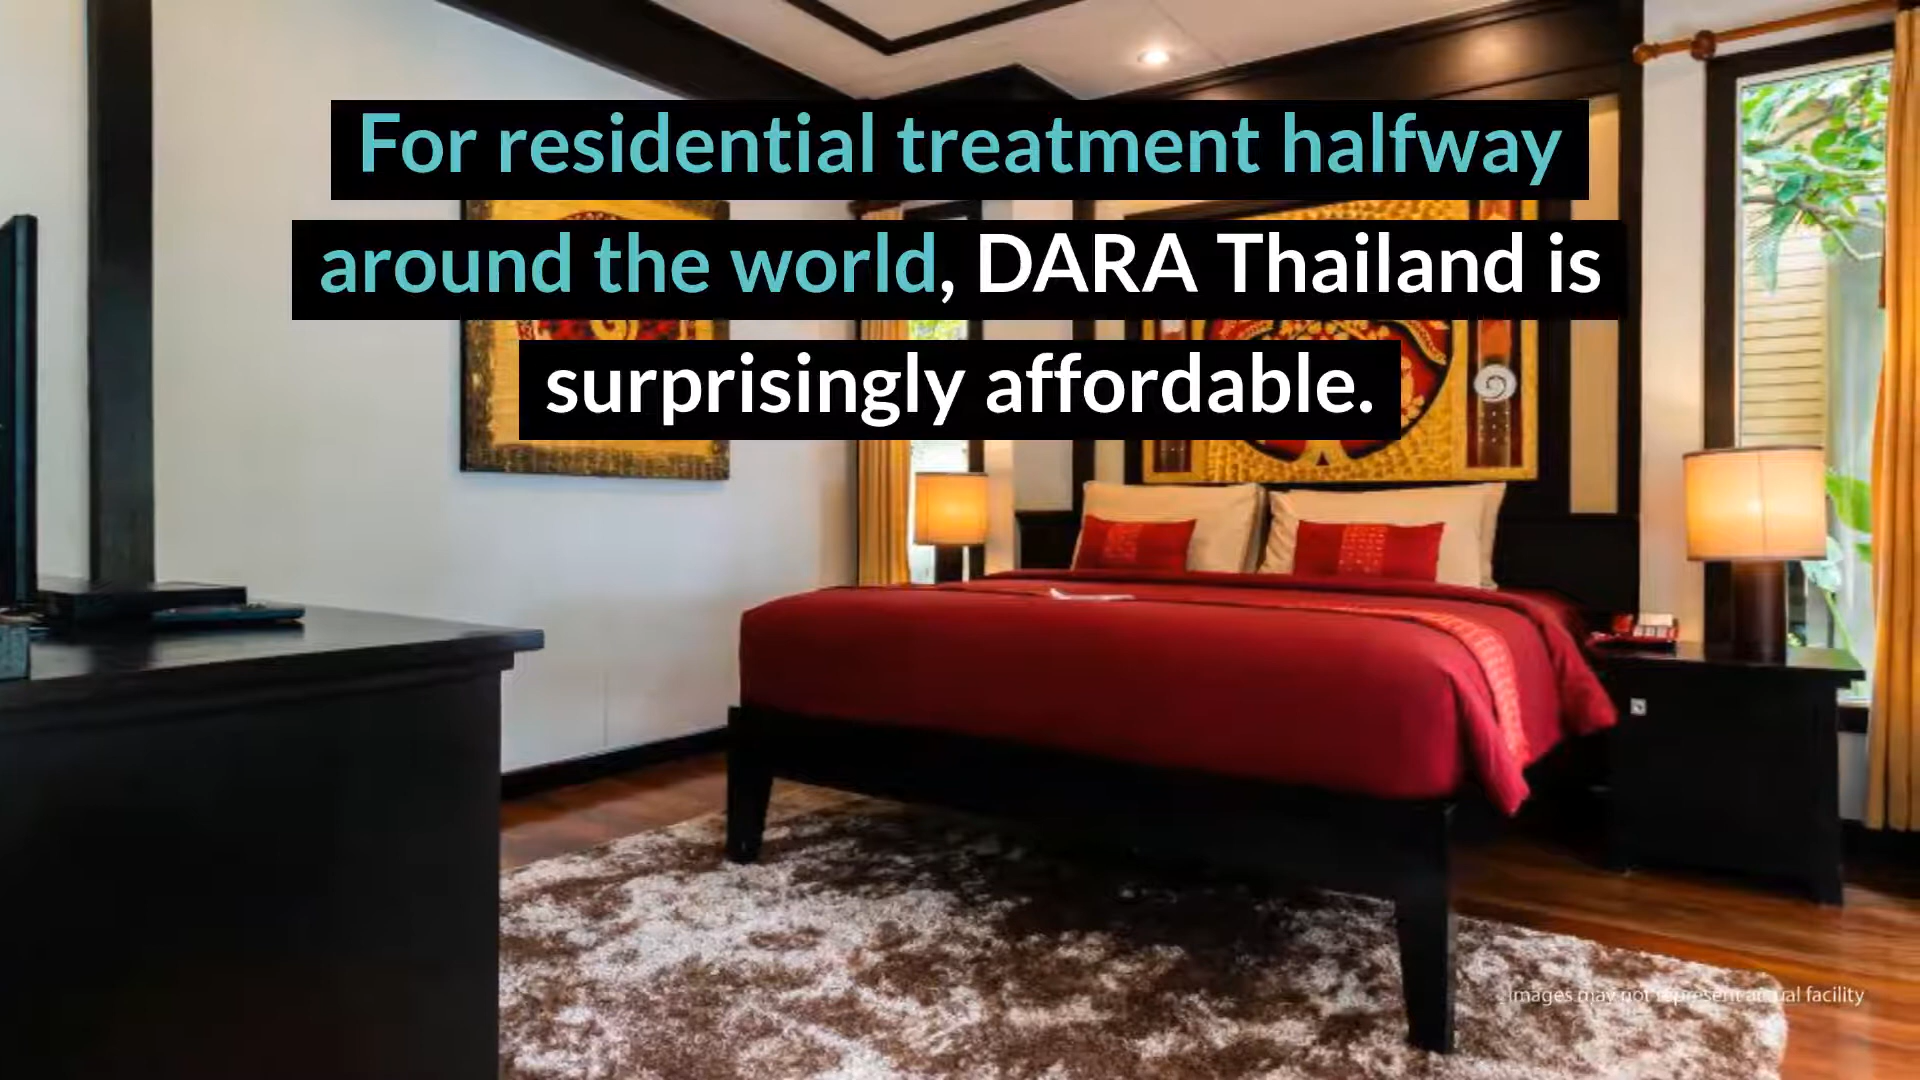 For residential treatment halfway
around the world, DARA Thailand is
surprisingly affordable.
images may not represent actual facility